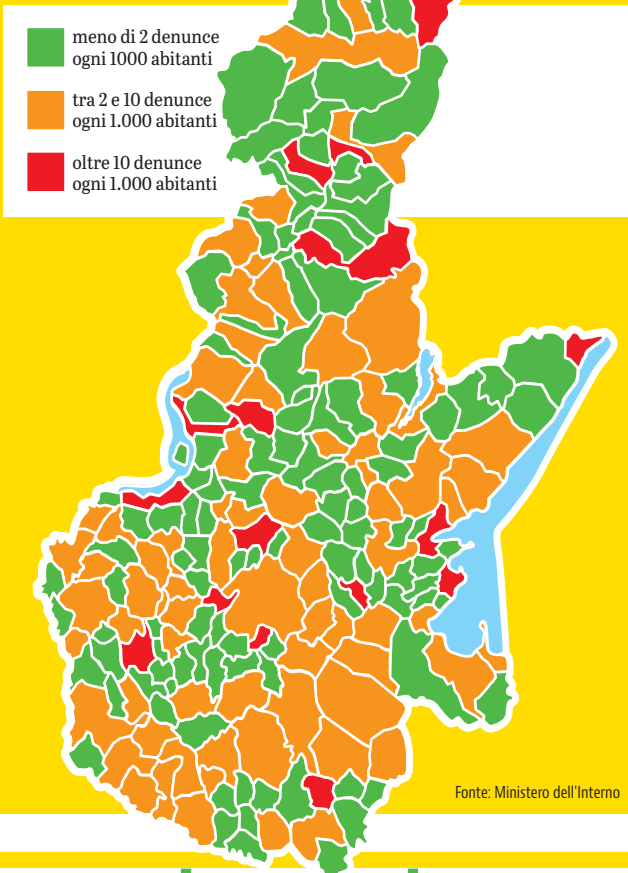 meno di 2 denunce
ogni 1000 abitanti
tra 2 e 10 denunce
ogni 1.000 abitanti
oltre 10 denunce
ogni 1.000 abitanti
Fonte: Ministero dell'Interno